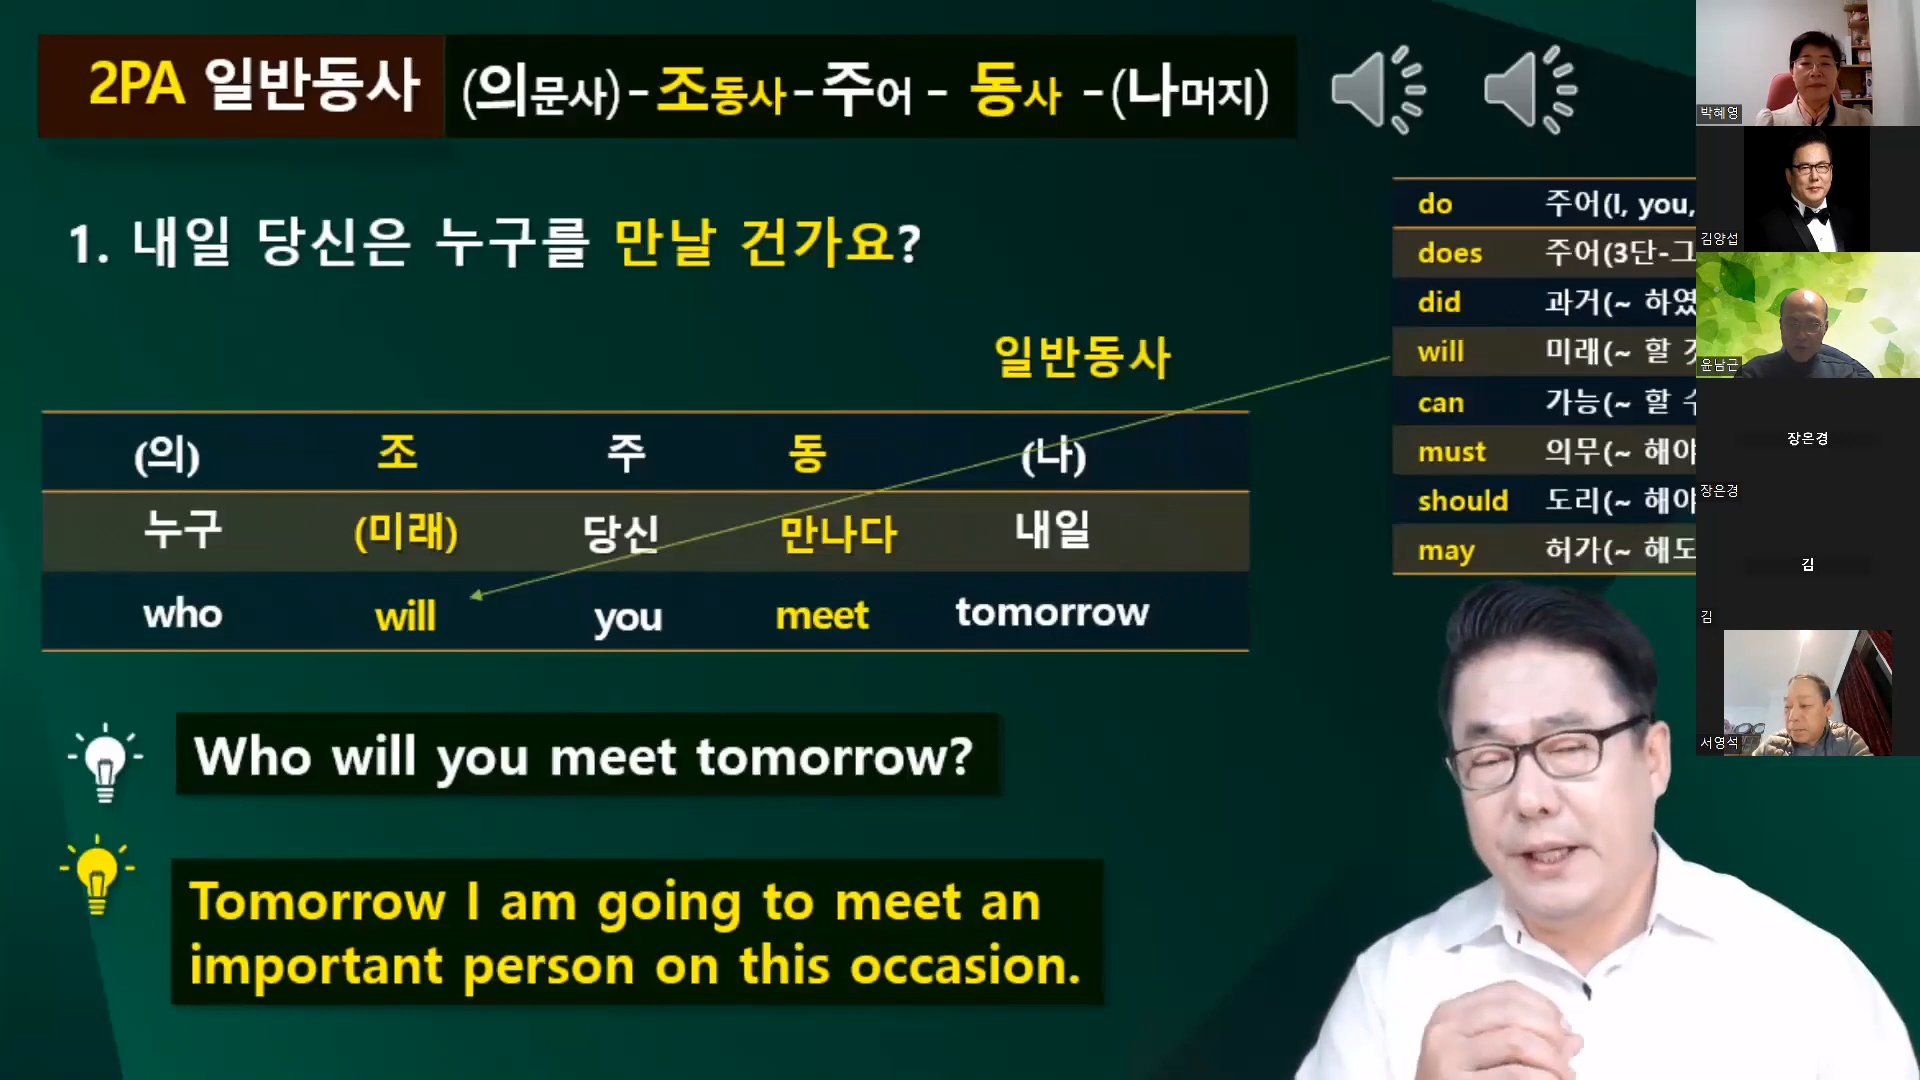 2PA 일반동사 (의문사)-조동사-주어 - 동사 -(나머지)
1. 내일 당신은 누구를 만날 건가요?
일반동사
(의) 조 주 동 (나)
누구 (미래) 당신 만나다 내일
who will you meet tomorrow
Who will you meet tomorrow?
Tomorrow I am going to meet an
important person on this occasion.
do 주어(I, you,
does 주어(3단-그
did 과거(~ 하였
will 미래(~ 할
can 가능(~ 할
must 의무(~ 해야
should 도리(~ 해야
may 허가(~ 해도
박혜영
김양섭
윤남근
장은경
장은경
김
김
서영석